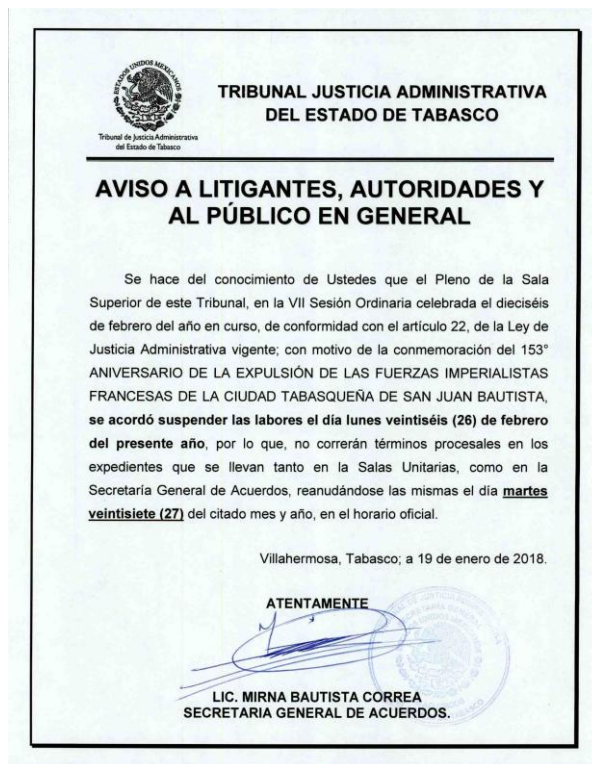 ESTADOS UNIDOS MEXICANOS
Tribunal de Justicia Administrativa
del Estado de Tabasco
TRIBUNAL JUSTICIA ADMINISTRATIVA
DEL ESTADO DE TABASCO
AVISO A LITIGANTES, AUTORIDADES Y
AL PÚBLICO EN GENERAL
Se hace del conocimiento de Ustedes que el Pleno de la Sala
Superior de este Tribunal, en la VII Sesión Ordinaria celebrada el dieciséis
de febrero del año en curso, de conformidad con el artículo 22, de la Ley de
Justicia Administrativa vigente; con motivo de la conmemoración del 153°
ANIVERSARIO DE LA EXPULSIÓN DE LAS FUERZAS IMPERIALISTAS
FRANCESAS DE LA CIUDAD TABASQUEÑA DE SAN JUAN BAUTISTA,
se acordó suspender las labores el día lunes veintiséis (26) de febrero
del presente año, por lo que, no correrán términos procesales en los
expedientes que se llevan tanto en la Salas Unitarias, como en la
Secretaría General de Acuerdos, reanudándose las mismas el día martes
veintisiete (27) del citado mes y año, en el horario oficial.
Villahermosa, Tabasco; a 19 de enero de 2018.
ATENTAMENTE
LIC. MIRNA BAUTISTA CORREA
SECRETARIA GENERAL DE ACUERDOS.